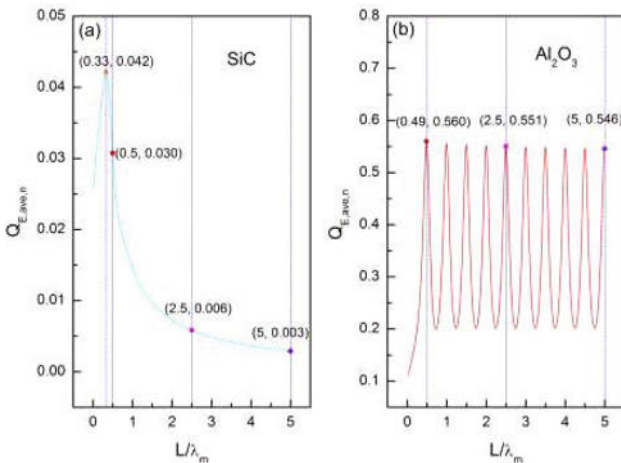 (a)
SiC
(0.33, 0.042)
(0.5, 0.030)
(2.5, 0.006)
(5, 0.003)
0.05
0.04
0.03
0.02
0.01
0.00
Q_E,ave,n
0 1 2 3 4 5
L/λ_m
(b)
Al₂O₃
(0.49, 0.560)
(2.5, 0.551)
(5, 0.546)
0.8
0.7
0.6
0.5
0.4
0.3
0.2
0.1
Q_E,ave,n
0 1 2 3 4 5
L/λ_m